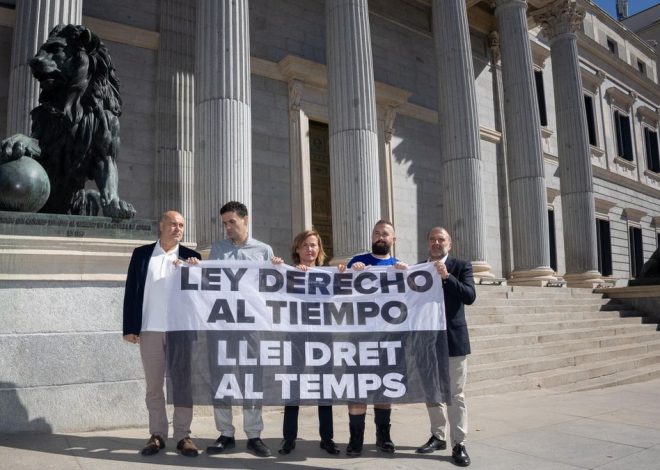 LEY DERECHO
AL TIEMPO
LLEI DRET
AL TEMPS